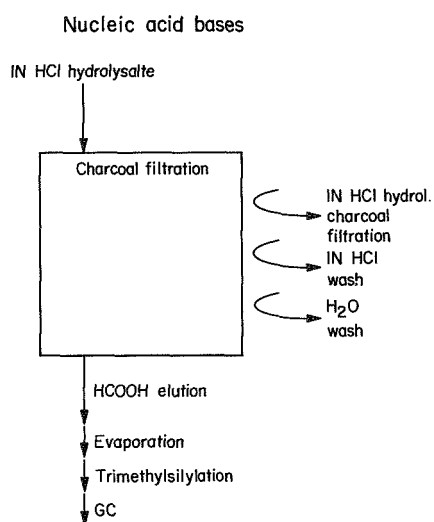 Nucleic acid bases
IN HCl hydrolysalte
Charcoal filtration
IN HCl hydrol.
charcoal
filtration
IN HCl
wash
H2O
wash
HCOOH elution
Evaporation
Trimethylsilylation
GC